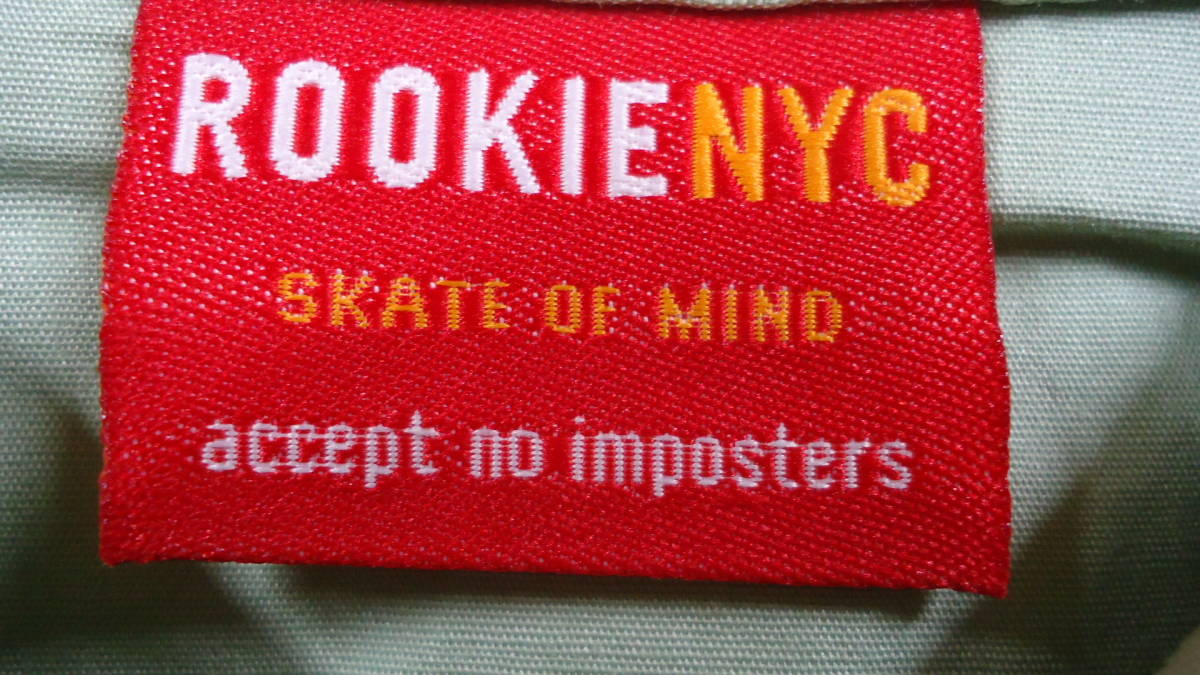 ROOKIENYC
SKATE OF MIND
accept no imposters